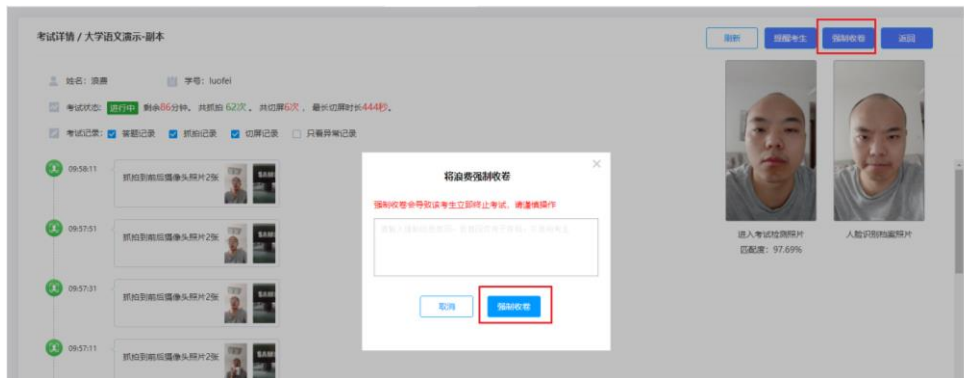 考试详情 / 大学语文演示-副本
刷新 提醒考生 强制收卷 返回
姓名: 浪费 学号: luofei
考试状态: 进行中 剩余86分钟, 共抓拍 62次, 共切屏6次, 最长切屏时长444秒。
考试记录: 答题记录 抓拍记录 切屏记录 只看异常记录
09:58:11 抓拍到前后摄像头照片2张
09:57:51 抓拍到前后摄像头照片2张
09:57:31 抓拍到前后摄像头照片2张
09:57:11 抓拍到前后摄像头照片2张
将浪费强制收卷
强制收卷会导致该考生立即终止考试, 请谨慎操作
取消 强制收卷
进入考试检测照片
匹配度: 97.69%
人脸识别档案照片